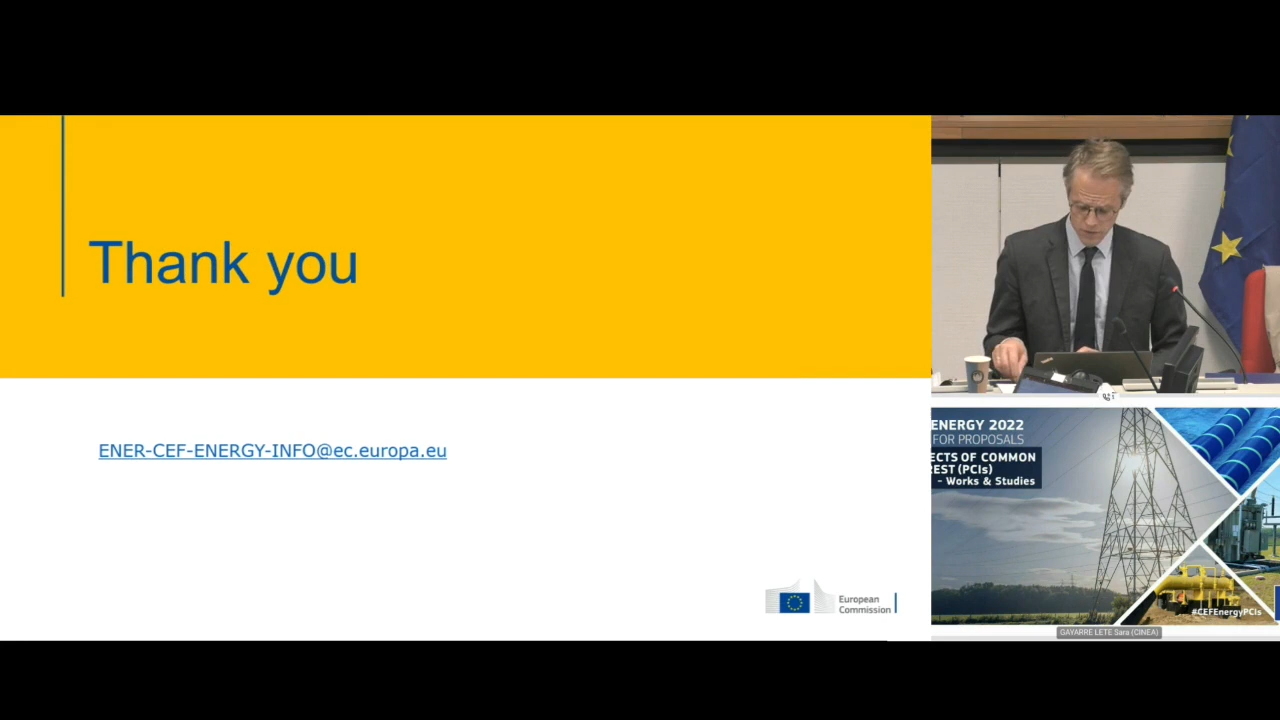 Thank you
ENER-CEF-ENERGY-INFO@ec.europa.eu
European
Commission
ENERGY 2022
FOR PROPOSALS
ECTS OF COMMON
REST (PCIs)
- Works & Studies
#CEFEnergyPCIs
GAYARRE LETE Sara (CINEA)